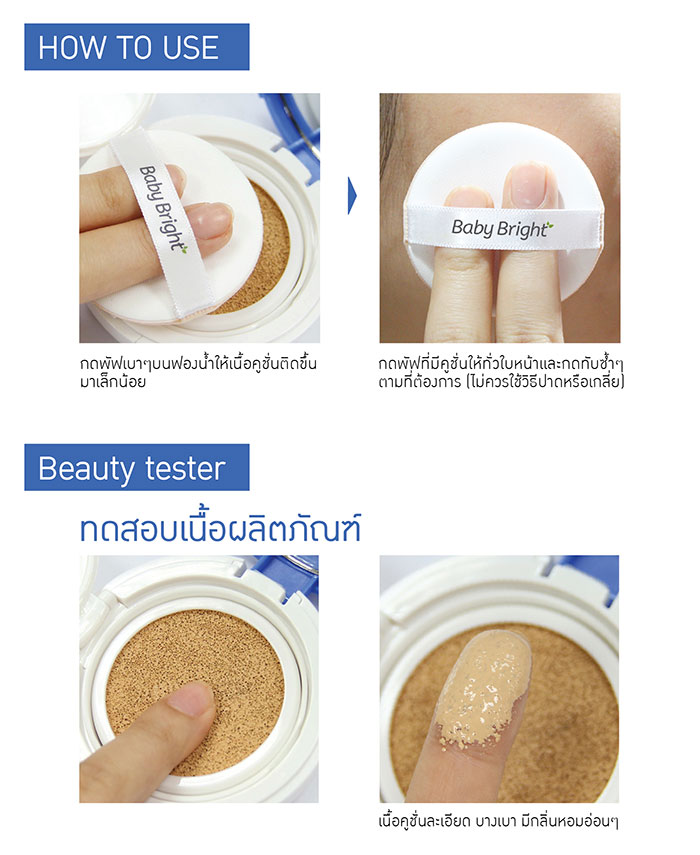 HOW TO USE
Baby Bright
Baby Bright
กดพัฟเบาๆบนฟองน้ำให้เนื้อคูชั่นติดขึ้น
มาเล็กน้อย
กดพัฟที่มีคูชั่นให้ทั่วใบหน้าและกดทับซ้ำๆ
ตามที่ต้องการ (ไม่ควรใช้วิธีปาดหรือเกลี่ย)
Beauty tester
ทดสอบเนื้อผลิตภัณฑ์
เนื้อคูชั่นละเอียด บางเบา มีกลิ่นหอมอ่อนๆ